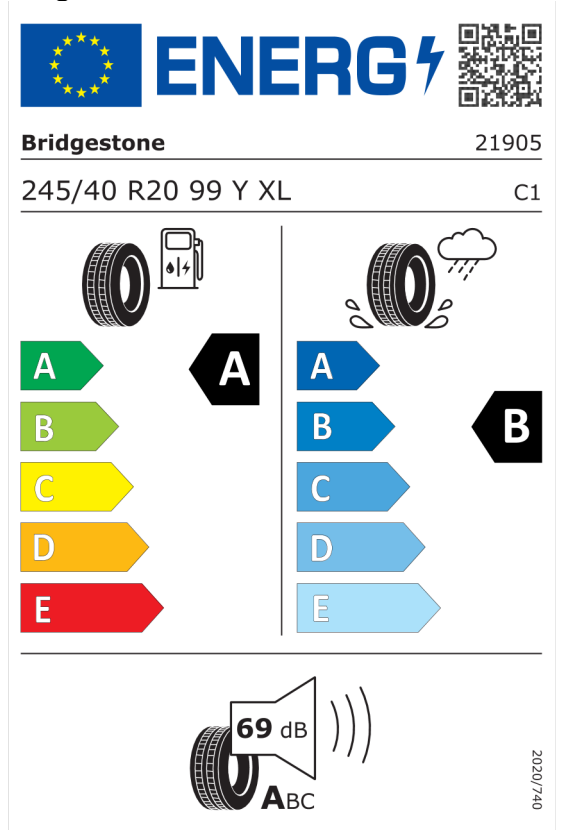 ENERG
Bridgestone 21905
245/40 R20 99 Y XL C1
A A A
B B B
C C
D D
E E
69 dB
ABC
2020/740